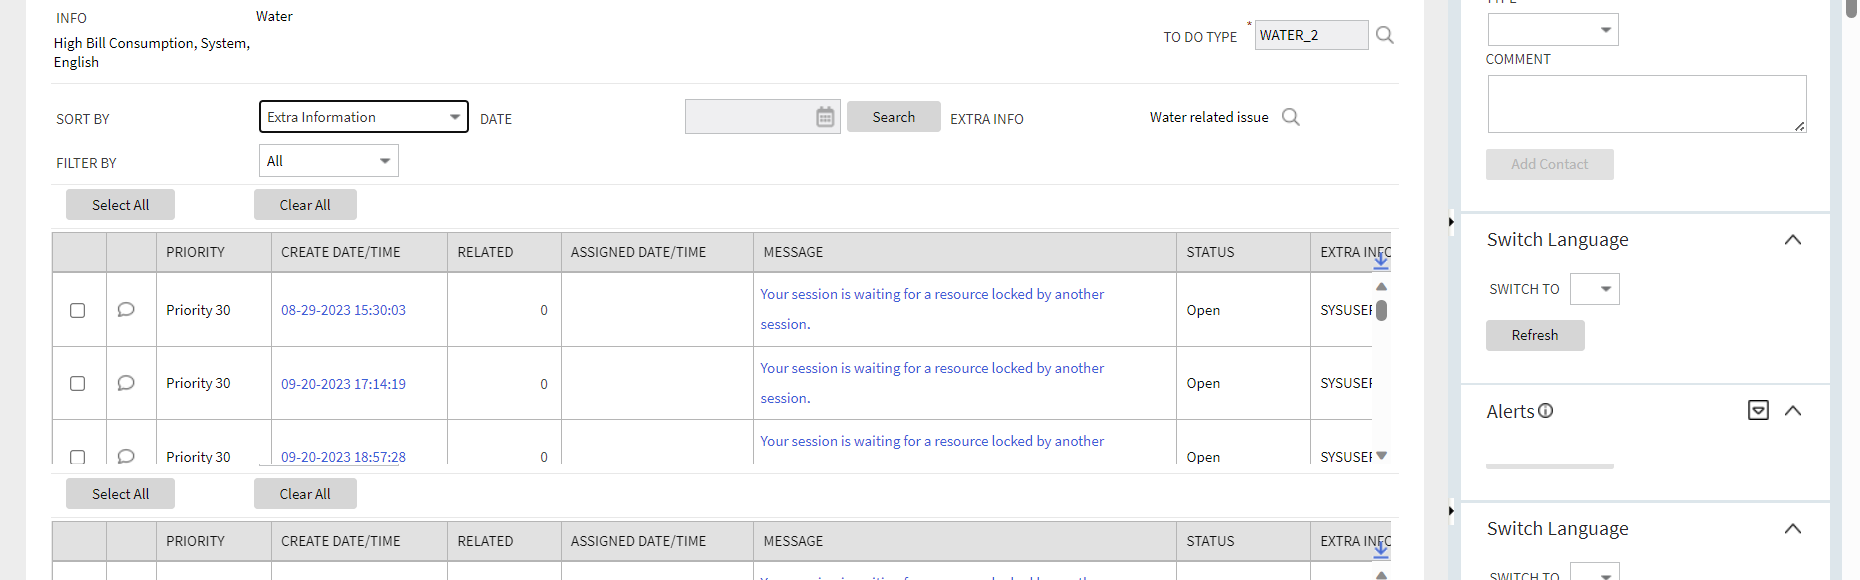 INFO
Water
High Bill Consumption, System,
English
TO DO TYPE * WATER_2
SORT BY Extra Information DATE Search EXTRA INFO Water related issue
FILTER BY All
Select All Clear All
PRIORITY CREATE DATE/TIME RELATED ASSIGNED DATE/TIME MESSAGE STATUS EXTRA INFO
Priority 30 08-29-2023 15:30:03 0 Your session is waiting for a resource locked by another
session. Open SYSUSER
Priority 30 09-20-2023 17:14:19 0 Your session is waiting for a resource locked by another
session. Open SYSUSER
Priority 30 09-20-2023 18:57:28 0 Your session is waiting for a resource locked by another
Open SYSUSER
Select All Clear All
PRIORITY CREATE DATE/TIME RELATED ASSIGNED DATE/TIME MESSAGE STATUS EXTRA INFO
COMMENT
Add Contact
Switch Language
SWITCH TO
Refresh
Alerts
Switch Language
SWITCH TO